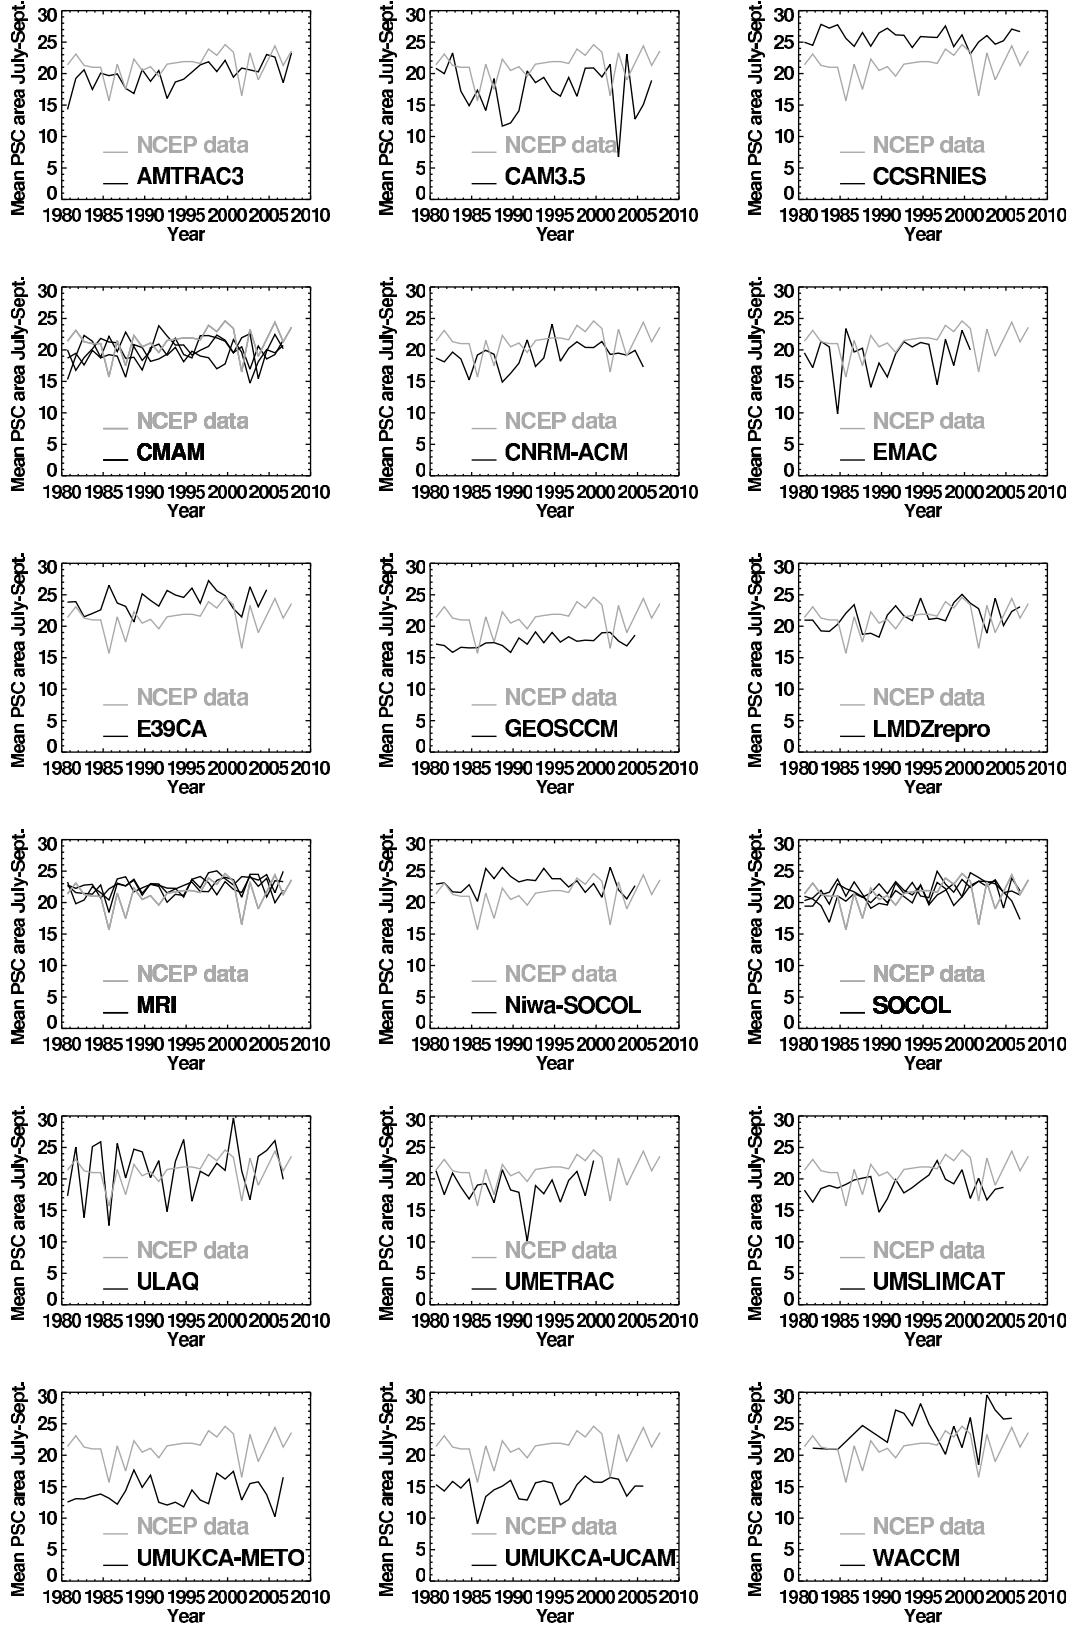 Mean PSC area July-Sept.
30
25
20
15
10
5
0
NCEP data
AMTRAC3
1980 1985 1990 1995 2000 2005 2010
Year
Mean PSC area July-Sept.
30
25
20
15
10
5
0
NCEP data
CAM3.5
1980 1985 1990 1995 2000 2005 2010
Year
Mean PSC area July-Sept.
30
25
20
15
10
5
0
NCEP data
CCSRNIES
1980 1985 1990 1995 2000 2005 2010
Year
Mean PSC area July-Sept.
30
25
20
15
10
5
0
NCEP data
CMAM
1980 1985 1990 1995 2000 2005 2010
Year
Mean PSC area July-Sept.
30
25
20
15
10
5
0
NCEP data
CNRM-ACM
1980 1985 1990 1995 2000 2005 2010
Year
Mean PSC area July-Sept.
30
25
20
15
10
5
0
NCEP data
EMAC
1980 1985 1990 1995 2000 2005 2010
Year
Mean PSC area July-Sept.
30
25
20
15
10
5
0
NCEP data
E39CA
1980 1985 1990 1995 2000 2005 2010
Year
Mean PSC area July-Sept.
30
25
20
15
10
5
0
NCEP data
GEOSCCM
1980 1985 1990 1995 2000 2005 2010
Year
Mean PSC area July-Sept.
30
25
20
15
10
5
0
NCEP data
LMDZrepro
1980 1985 1990 1995 2000 2005 2010
Year
Mean PSC area July-Sept.
30
25
20
15
10
5
0
NCEP data
MRI
1980 1985 1990 1995 2000 2005 2010
Year
Mean PSC area July-Sept.
30
25
20
15
10
5
0
NCEP data
Niwa-SOCOL
1980 1985 1990 1995 2000 2005 2010
Year
Mean PSC area July-Sept.
30
25
20
15
10
5
0
NCEP data
SOCOL
1980 1985 1990 1995 2000 2005 2010
Year
Mean PSC area July-Sept.
30
25
20
15
10
5
0
NCEP data
ULAQ
1980 1985 1990 1995 2000 2005 2010
Year
Mean PSC area July-Sept.
30
25
20
15
10
5
0
NCEP data
UMETRAC
1980 1985 1990 1995 2000 2005 2010
Year
Mean PSC area July-Sept.
30
25
20
15
10
5
0
NCEP data
UMSLIMCAT
1980 1985 1990 1995 2000 2005 2010
Year
Mean PSC area July-Sept.
30
25
20
15
10
5
0
NCEP data
UMUKCA-METO
1980 1985 1990 1995 2000 2005 2010
Year
Mean PSC area July-Sept.
30
25
20
15
10
5
0
NCEP data
UMUKCA-UCAM
1980 1985 1990 1995 2000 2005 2010
Year
Mean PSC area July-Sept.
30
25
20
15
10
5
0
NCEP data
WACCM
1980 1985 1990 1995 2000 2005 2010
Year